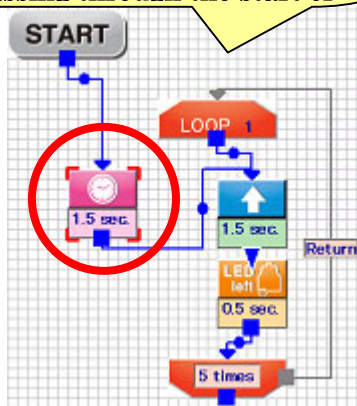 START
LOOP 1
1.5 sec.
1.5 sec.
Return
LED
left
0.5 sec.
5 times